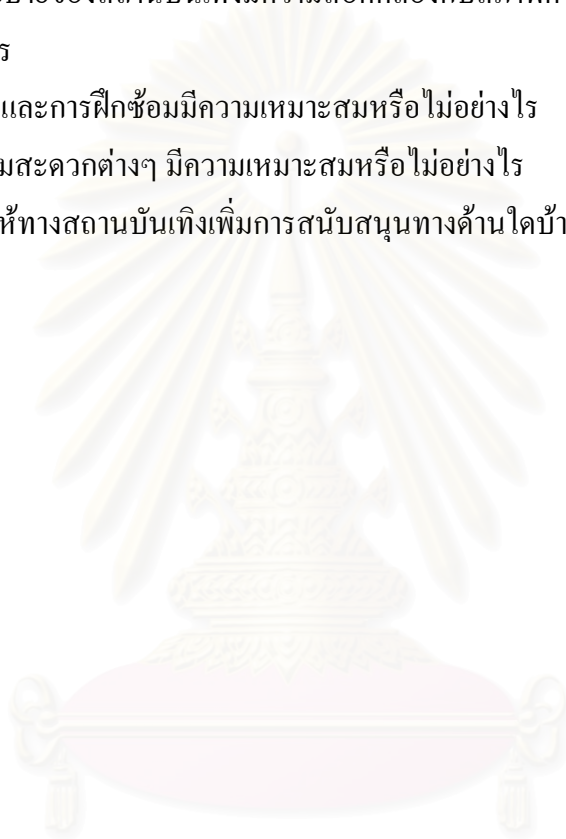 ร
และการฝึกซ้อมมีความเหมาะสมหรือไม่อย่างไร
มสะดวกต่างๆ มีความเหมาะสมหรือไม่อย่างไร
ห้ทางสถานบันเทิงเพิ่มการสนับสนุนทางด้านใดบ้า